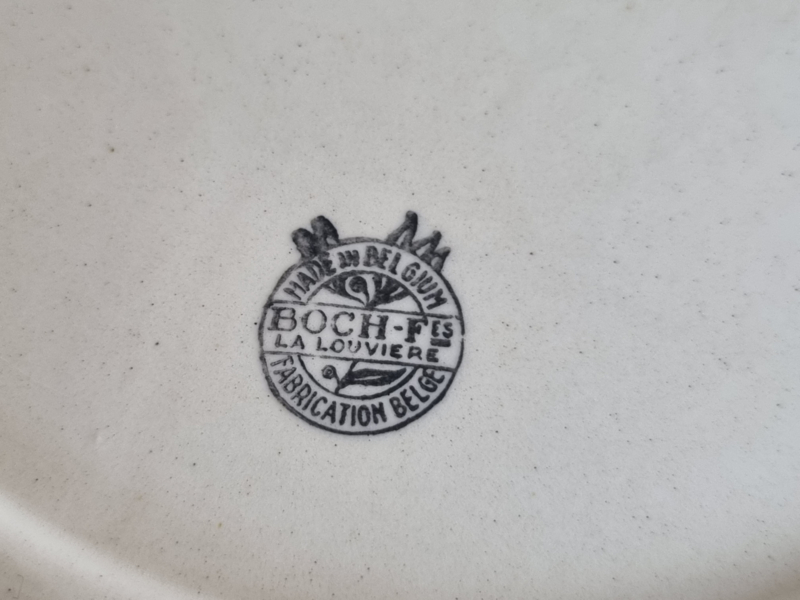 MADE IN BELGIUM
BOCH-FES
LA LOUVIERE
FABRICATION BELGE